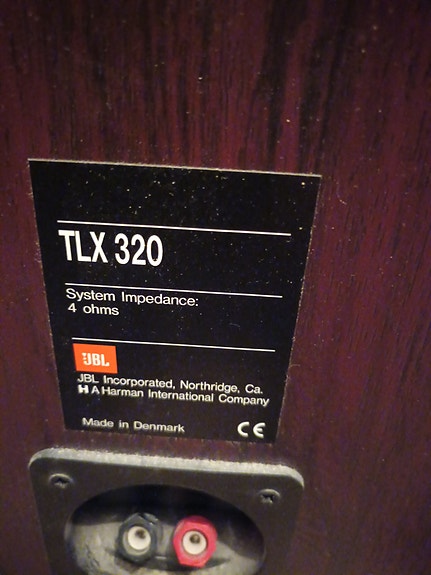 TLX 320
System Impedance:
4 ohms
JBL
JBL Incorporated, Northridge, Ca.
H A Harman International Company
Made in Denmark
CE